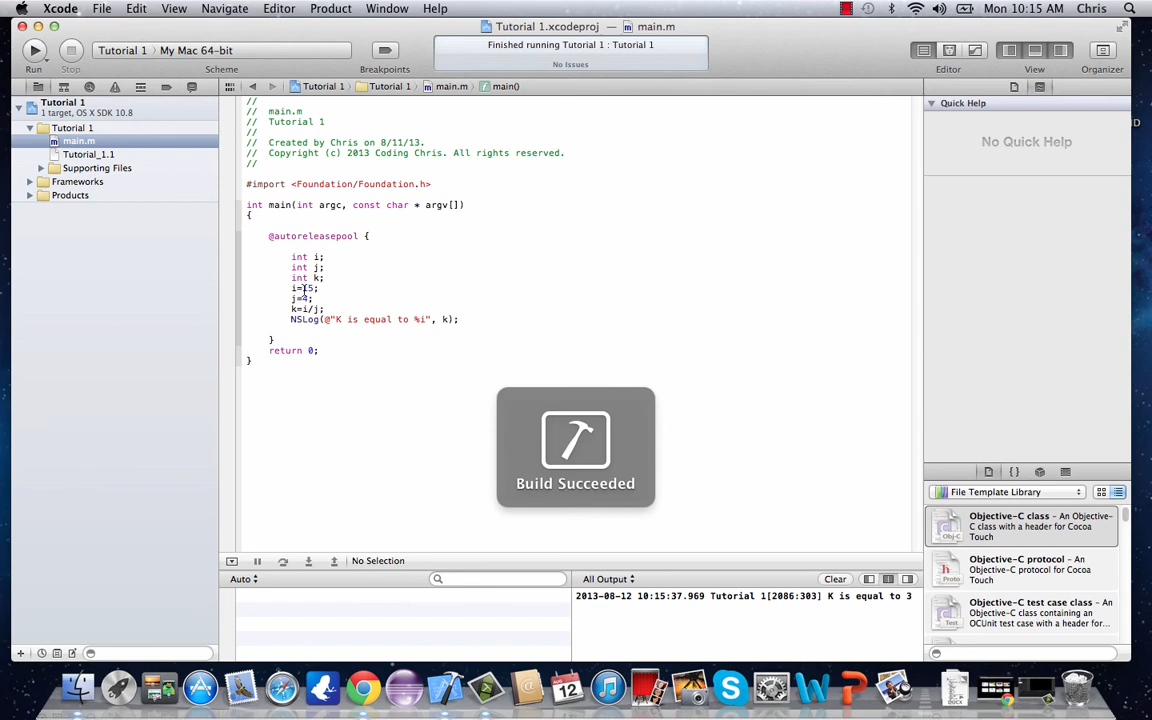 Xcode File Edit View Navigate Editor Product Window Help Mon 10:15 AM Chris
Tutorial 1.xcodeproj — main.m
Tutorial 1 My Mac 64-bit
Finished running Tutorial 1 : Tutorial 1
No Issues
Run Stop Scheme Breakpoints Editor View Organizer
Tutorial 1 Tutorial 1 main.m main()
Tutorial 1
1 target, OS X SDK 10.8
Tutorial 1
main.m
Tutorial_1.1
Supporting Files
Frameworks
Products
//
// main.m
// Tutorial 1
//
// Created by Chris on 8/11/13.
// Copyright (c) 2013 Coding Chris. All rights reserved.
//
#import <Foundation/Foundation.h>
int main(int argc, const char * argv[])
{
@autoreleasepool {
int i;
int j;
int k;
i=15;
j=4;
k=i/j;
NSLog(@"K is equal to %i", k);
}
return 0;
}
Build Succeeded
Quick Help
No Quick Help
File Template Library
Objective-C class - An Objective-
C class with a header for Cocoa
Touch
Objective-C protocol - An
Objective-C protocol for Cocoa
Touch
Objective-C test case class - An
Objective-C class containing an
OCUnit test case with a header for...
No Selection
Auto
All Output
Clear
2013-08-12 10:15:37.969 Tutorial 1[2086:303] K is equal to 3
AUG
12
DOCX